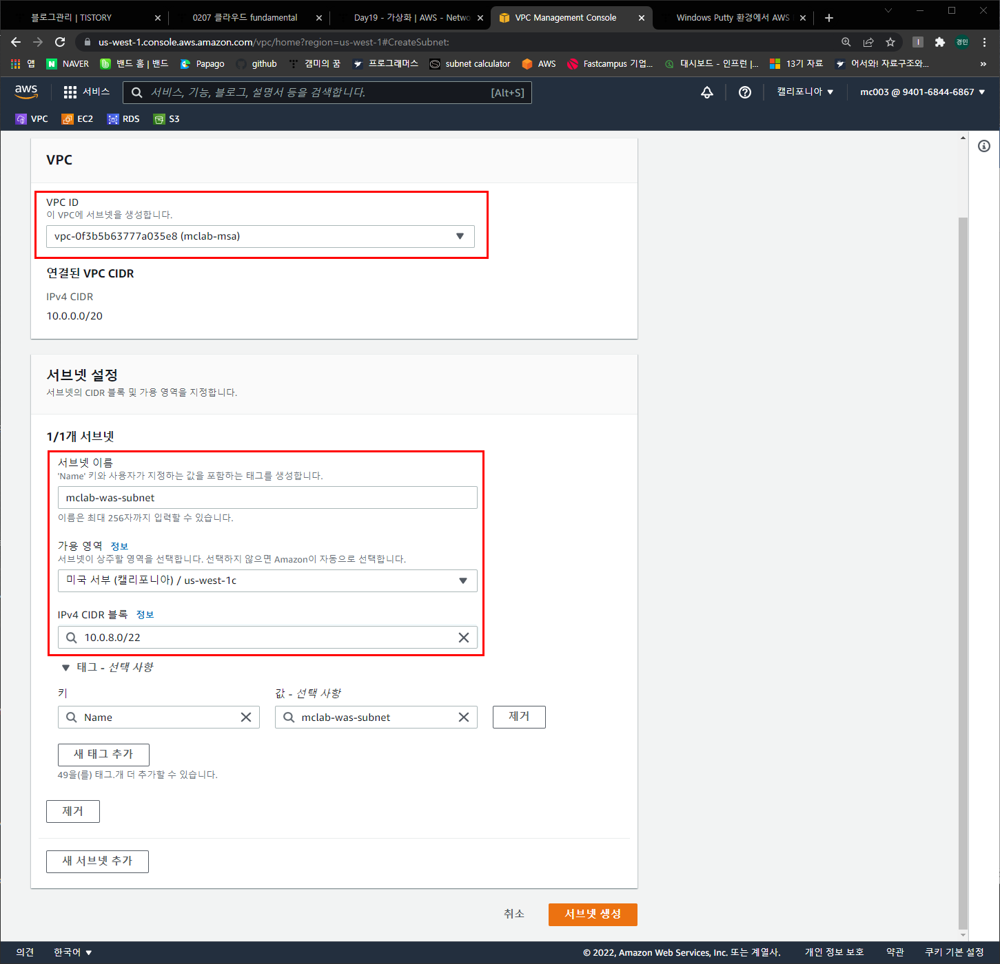 블로그관리 | TISTORY
0207 클라우드 fundamental
Day19 - 가상화 | AWS - Netwo
VPC Management Console
Windows Putty 환경에서 AWS
us-west-1.console.aws.amazon.com/vpc/home?region=us-west-1#CreateSubnet:
경민
앱
NAVER
밴드 홈 | 밴드
Papago
github
갬미의 꿈
프로그래머스
subnet calculator
AWS
Fastcampus 기업...
대시보드 - 인프런 |...
13기 자료
어서와! 자료구조와...
»
aws
서비스
서비스, 기능, 블로그, 설명서 등을 검색합니다.
[Alt+S]
캘리포니아 ▼
mc003 @ 9401-6844-6867 ▼
VPC
EC2
RDS
S3
VPC
VPC ID
이 VPC에 서브넷을 생성합니다.
vpc-0f3b5b63777a035e8 (mclab-msa)
연결된 VPC CIDR
IPv4 CIDR
10.0.0.0/20
서브넷 설정
서브넷의 CIDR 블록 및 가용 영역을 지정합니다.
1/1개 서브넷
서브넷 이름
'Name' 키와 사용자가 지정하는 값을 포함하는 태그를 생성합니다.
mclab-was-subnet
이름은 최대 256자까지 입력할 수 있습니다.
가용 영역 정보
서브넷이 상주할 영역을 선택합니다. 선택하지 않으면 Amazon이 자동으로 선택합니다.
미국 서부 (캘리포니아) / us-west-1c
IPv4 CIDR 블록 정보
10.0.8.0/22
▼ 태그 - 선택 사항
키
값 - 선택 사항
Name
mclab-was-subnet
제거
새 태그 추가
49을(를) 태그.개 더 추가할 수 있습니다.
제거
새 서브넷 추가
취소
서브넷 생성
의견
한국어 ▼
© 2022, Amazon Web Services, Inc. 또는 계열사.
개인 정보 보호
약관
쿠키 기본 설정